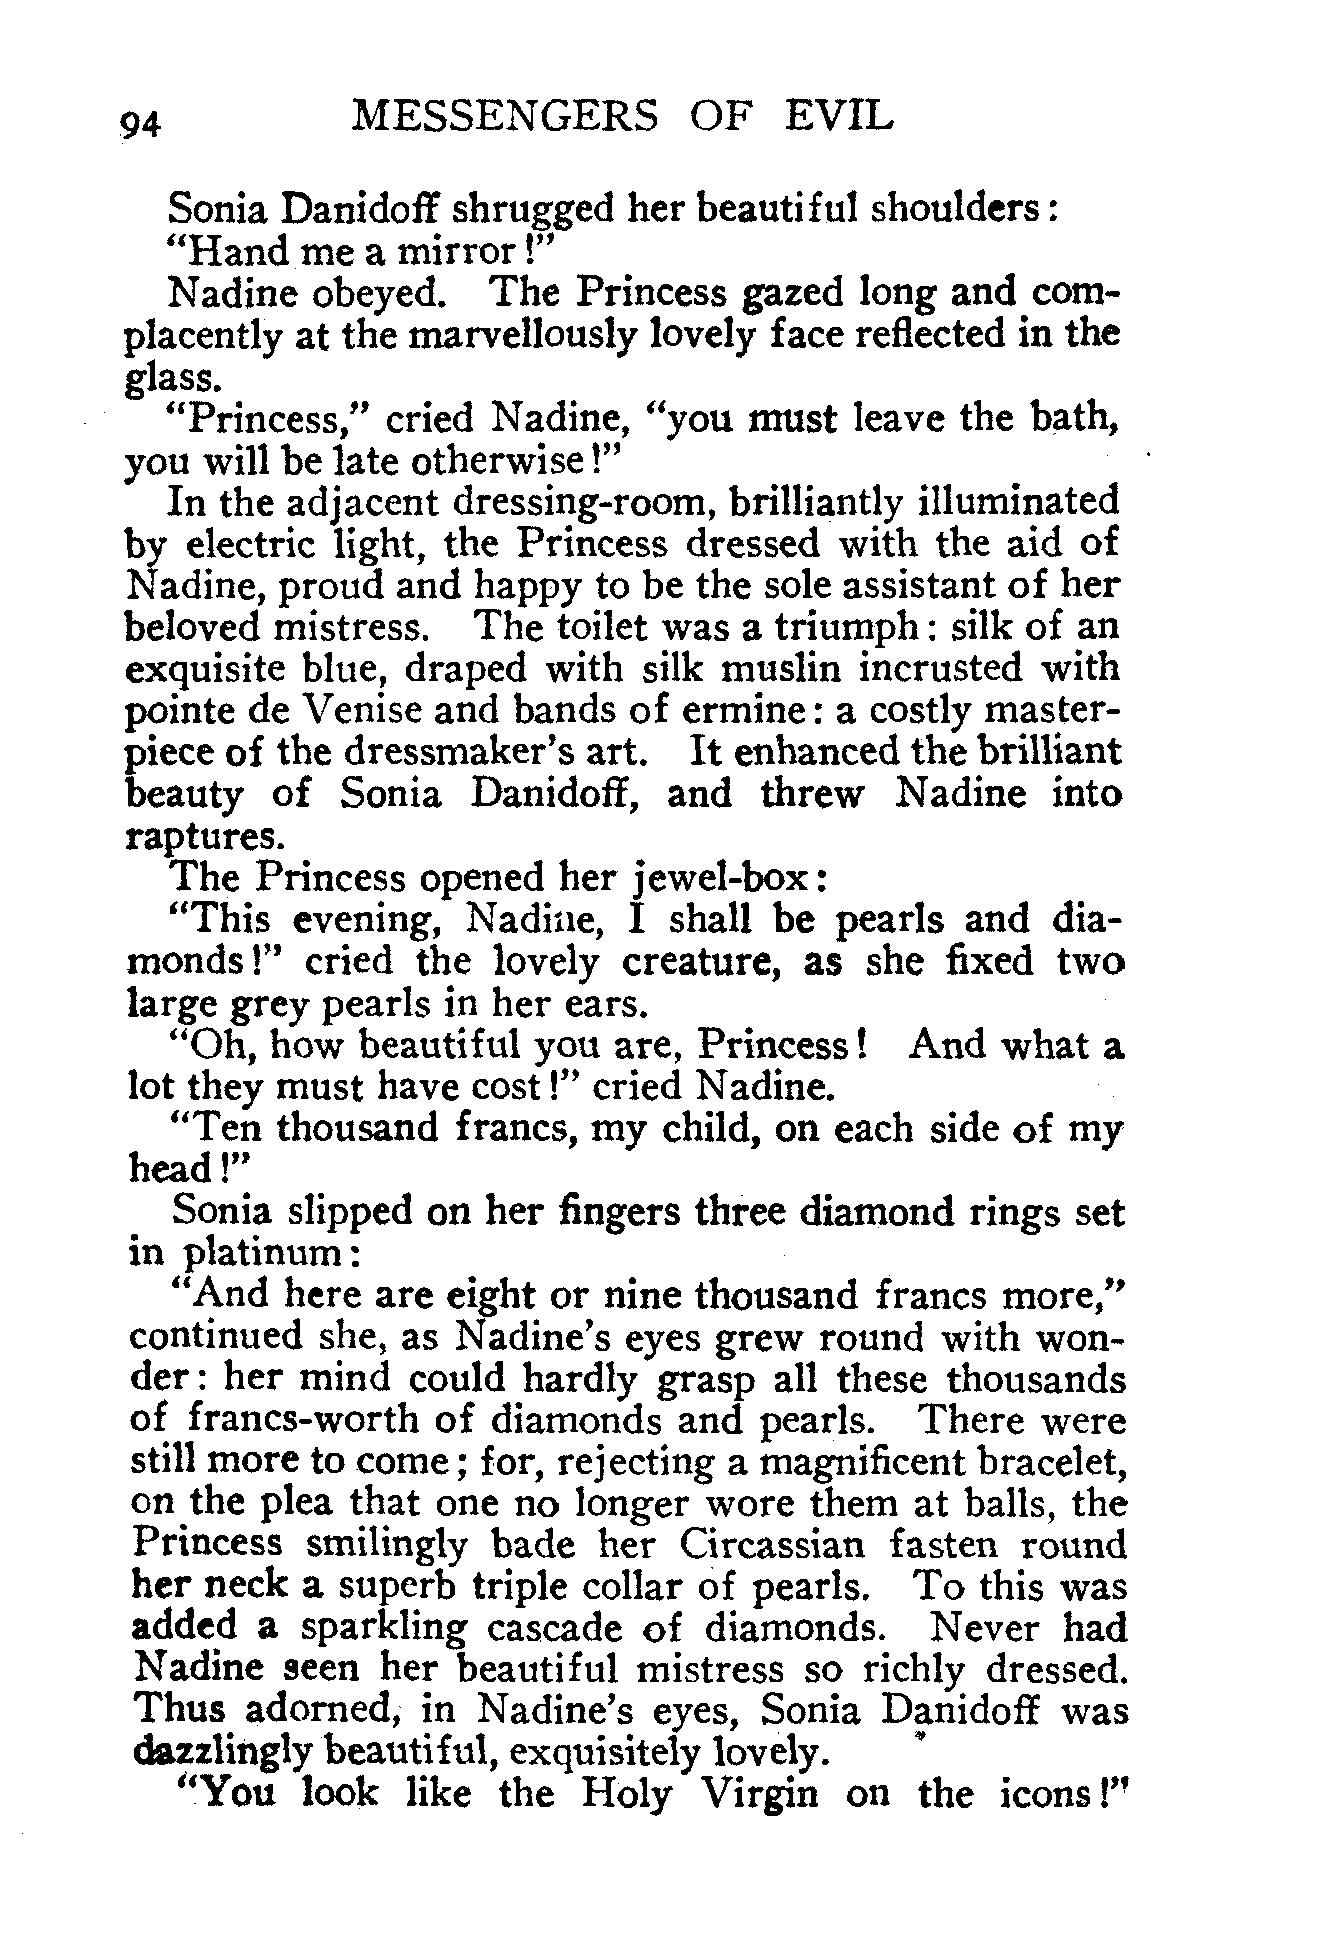 94 MESSENGERS OF EVIL
Sonia Danidoff shrugged her beautiful shoulders:
"Hand me a mirror!"
Nadine obeyed. The Princess gazed long and com-
placently at the marvellously lovely face reflected in the
glass.
"Princess," cried Nadine, "you must leave the bath,
you will be late otherwise!"
In the adjacent dressing-room, brilliantly illuminated
by electric light, the Princess dressed with the aid of
Nadine, proud and happy to be the sole assistant of her
beloved mistress. The toilet was a triumph: silk of an
exquisite blue, draped with silk muslin incrusted with
pointe de Venise and bands of ermine: a costly master-
piece of the dressmaker's art. It enhanced the brilliant
beauty of Sonia Danidoff, and threw Nadine into
raptures.
The Princess opened her jewel-box:
"This evening, Nadine, I shall be pearls and dia-
monds!" cried the lovely creature, as she fixed two
large grey pearls in her ears.
"Oh, how beautiful you are, Princess! And what a
lot they must have cost!" cried Nadine.
"Ten thousand francs, my child, on each side of my
head!"
Sonia slipped on her fingers three diamond rings set
in platinum:
"And here are eight or nine thousand francs more,"
continued she, as Nadine's eyes grew round with won-
der: her mind could hardly grasp all these thousands
of francs-worth of diamonds and pearls. There were
still more to come; for, rejecting a magnificent bracelet,
on the plea that one no longer wore them at balls, the
Princess smilingly bade her Circassian fasten round
her neck a superb triple collar of pearls. To this was
added a sparkling cascade of diamonds. Never had
Nadine seen her beautiful mistress so richly dressed.
Thus adorned, in Nadine's eyes, Sonia Danidoff was
dazzlingly beautiful, exquisitely lovely.
"You look like the Holy Virgin on the icons!"